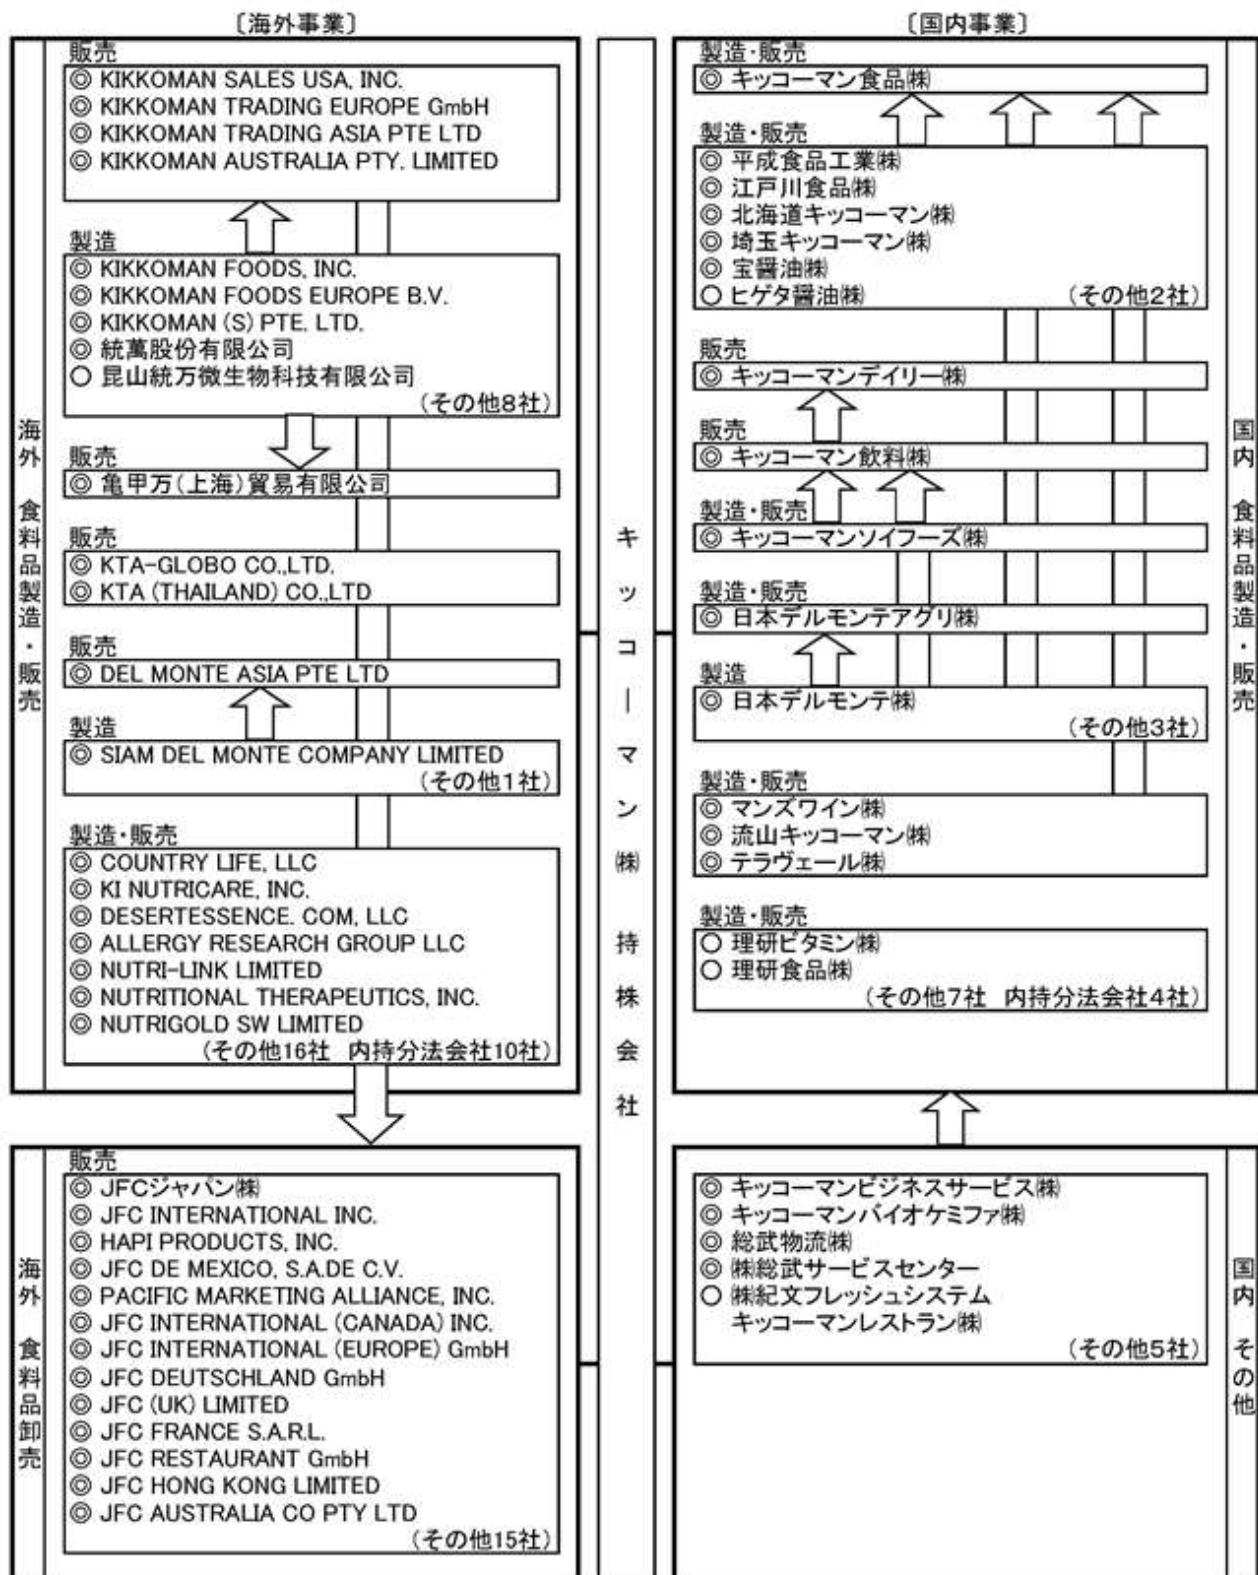 〔海外事業〕
海外 食料品製造・販売
販売
◎ KIKKOMAN SALES USA, INC.
◎ KIKKOMAN TRADING EUROPE GmbH
◎ KIKKOMAN TRADING ASIA PTE LTD
◎ KIKKOMAN AUSTRALIA PTY. LIMITED
製造
◎ KIKKOMAN FOODS, INC.
◎ KIKKOMAN FOODS EUROPE B.V.
◎ KIKKOMAN (S) PTE. LTD.
◎ 統萬股份有限公司
○ 昆山統万微生物科技有限公司
(その他8社)
販売
◎ 亀甲万(上海)貿易有限公司
販売
◎ KTA-GLOBO CO.,LTD.
◎ KTA (THAILAND) CO.,LTD
販売
◎ DEL MONTE ASIA PTE LTD
製造
◎ SIAM DEL MONTE COMPANY LIMITED
(その他1社)
製造・販売
◎ COUNTRY LIFE, LLC
◎ KI NUTRICARE, INC.
◎ DESERTESSENCE. COM, LLC
◎ ALLERGY RESEARCH GROUP LLC
◎ NUTRI-LINK LIMITED
◎ NUTRITIONAL THERAPEUTICS, INC.
◎ NUTRIGOLD SW LIMITED
(その他16社 内持分法会社10社)
海外 食料品卸売
販売
◎ JFCジャパン㈱
◎ JFC INTERNATIONAL INC.
◎ HAPI PRODUCTS, INC.
◎ JFC DE MEXICO, S.A.DE C.V.
◎ PACIFIC MARKETING ALLIANCE, INC.
◎ JFC INTERNATIONAL (CANADA) INC.
◎ JFC INTERNATIONAL (EUROPE) GmbH
◎ JFC DEUTSCHLAND GmbH
◎ JFC (UK) LIMITED
◎ JFC FRANCE S.A.R.L.
◎ JFC RESTAURANT GmbH
◎ JFC HONG KONG LIMITED
◎ JFC AUSTRALIA CO PTY LTD
(その他15社)
キッコーマン㈱ 持株会社
〔国内事業〕
国内 食料品製造・販売
製造・販売
◎ キッコーマン食品㈱
製造・販売
◎ 平成食品工業㈱
◎ 江戸川食品㈱
◎ 北海道キッコーマン㈱
◎ 埼玉キッコーマン㈱
◎ 宝醤油㈱
○ ヒゲタ醤油㈱ (その他2社)
販売
◎ キッコーマンデイリー㈱
販売
◎ キッコーマン飲料㈱
製造・販売
◎ キッコーマンソイフーズ㈱
製造・販売
◎ 日本デルモンテアグリ㈱
製造
◎ 日本デルモンテ㈱
(その他3社)
製造・販売
◎ マンズワイン㈱
◎ 流山キッコーマン㈱
◎ テラヴェール㈱
製造・販売
○ 理研ビタミン㈱
○ 理研食品㈱
(その他7社 内持分法会社4社)
国内 その他
◎ キッコーマンビジネスサービス㈱
◎ キッコーマンバイオケミファ㈱
◎ 総武物流㈱
◎ ㈱総武サービスセンター
○ ㈱紀文フレッシュシステム
キッコーマンレストラン㈱
(その他5社)